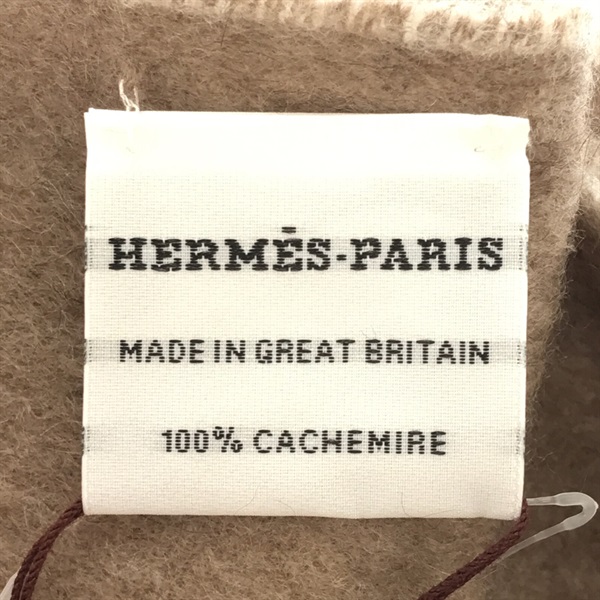 HERMÈS-PARIS
MADE IN GREAT BRITAIN
100% CACHEMIRE